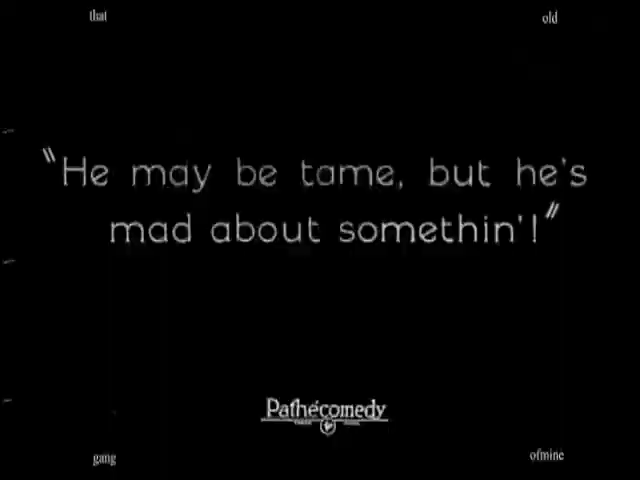 that old
"He may be tame, but he's
mad about somethin'!"
Pathécomedy
gang ofmine